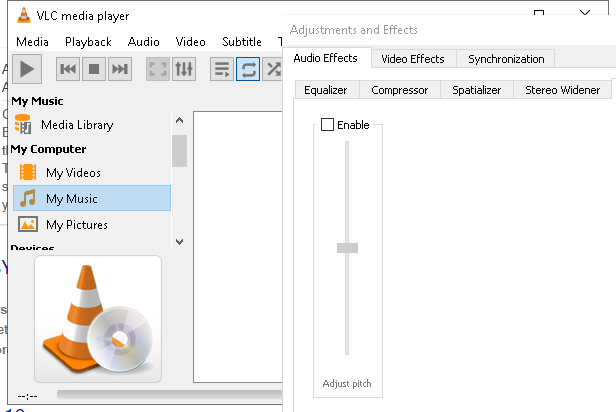 VLC media player
Media Playback Audio Video Subtitle
Adjustments and Effects
Audio Effects Video Effects Synchronization
Equalizer Compressor Spatializer Stereo Widener
Enable
Adjust pitch
My Music
Media Library
My Computer
My Videos
My Music
My Pictures
Devices
--:--